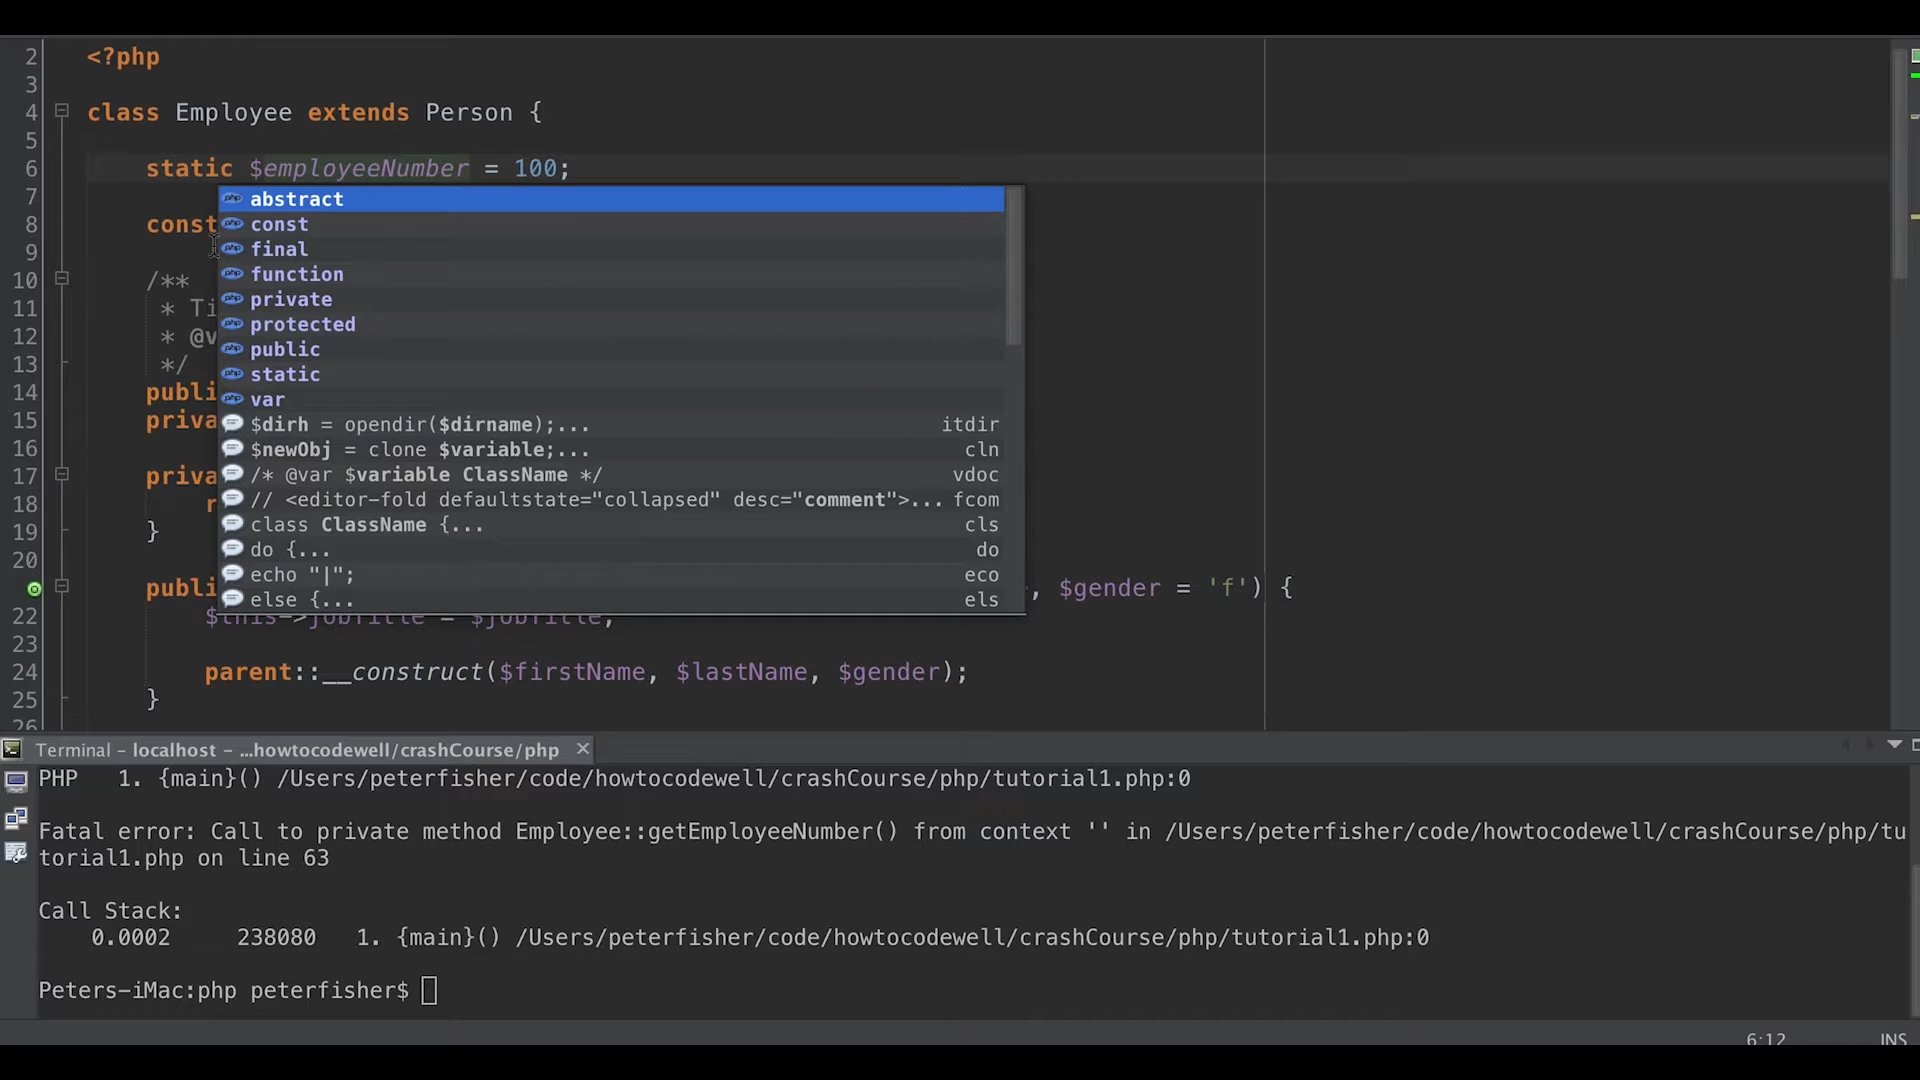 2 <?php
3
4 class Employee extends Person {
5
6 static $employeeNumber = 100;
7
8 const
9
10 /**
11 * Ti
12 * @v
13 */
14 publi
15 priva
16
17 priva
18 r
19 }
20
publi , $gender = 'f') {
22 $this->jobTitle = $jobTitle;
23
24 parent::__construct($firstName, $lastName, $gender);
25 }
26
abstract
const
final
function
private
protected
public
static
var
$dirh = opendir($dirname);... itdir
$newObj = clone $variable;... cln
/* @var $variable ClassName */ vdoc
// <editor-fold defaultstate="collapsed" desc="comment">... fcom
class ClassName {... cls
do {... do
echo "|"; eco
else {... els
Terminal - localhost - ...howtocodewell/crashCourse/php ×
PHP 1. {main}() /Users/peterfisher/code/howtocodewell/crashCourse/php/tutorial1.php:0
Fatal error: Call to private method Employee::getEmployeeNumber() from context '' in /Users/peterfisher/code/howtocodewell/crashCourse/php/tu
torial1.php on line 63
Call Stack:
0.0002 238080 1. {main}() /Users/peterfisher/code/howtocodewell/crashCourse/php/tutorial1.php:0
Peters-iMac:php peterfisher$
6:12 INS